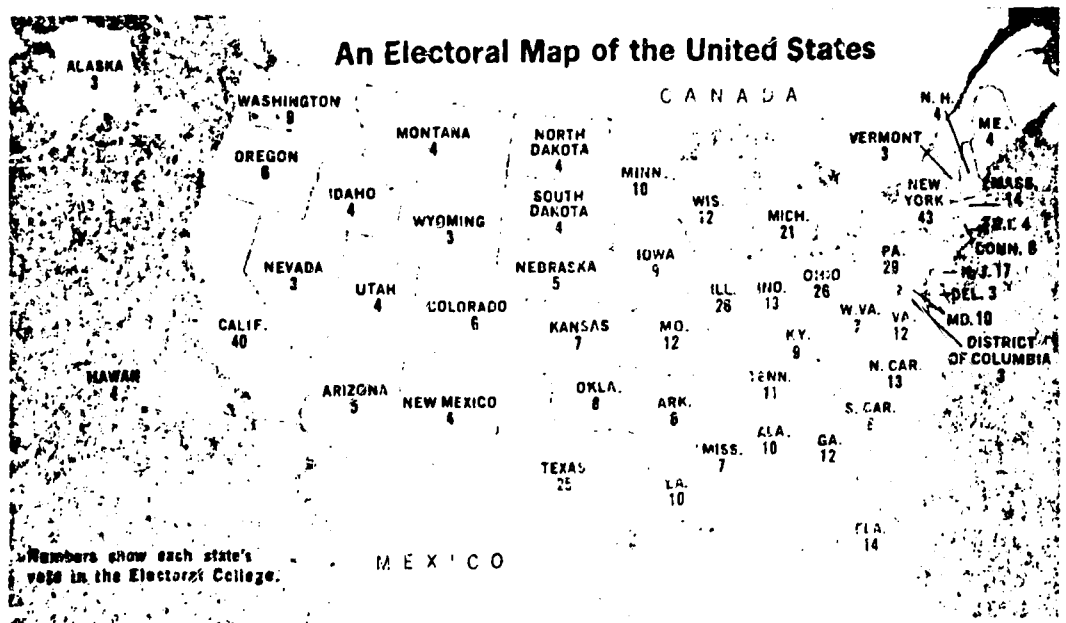 An Electoral Map of the United States
ALASKA
3
CANADA
WASHINGTON
9
MONTANA
4
NORTH
DAKOTA
4
N. H.
4
ME.
4
VERMONT
3
OREGON
6
IDAHO
4
MINN.
10
SOUTH
DAKOTA
4
WYOMING
3
WIS.
12
MICH.
21
NEW
YORK
43
MASS.
14
R.I. 4
CONN. 8
PA.
29
N.J. 17
DEL. 3
MD. 10
DISTRICT
OF COLUMBIA
3
NEVADA
3
UTAH
4
NEBRASKA
5
IOWA
9
COLORADO
6
ILL.
26
IND.
13
OHIO
26
W.VA.
7
VA.
12
CALIF.
40
KANSAS
7
MO.
12
KY.
9
N. CAR.
13
HAWAII
4
ARIZONA
5
NEW MEXICO
4
OKLA.
8
ARK.
6
TENN.
11
S. CAR.
MISS.
7
ALA.
10
GA.
12
TEXAS
25
LA.
10
FLA.
14
MEXICO
Numbers show each state's
vote in the Electoral College.